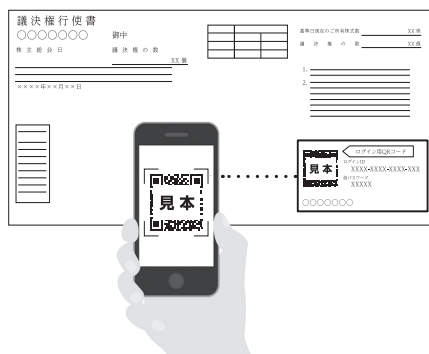 議決権行使書
○○○○○○○ 御中
株主総会日 議決権の数
XX 個
××××年××月××日
基準日現在のご所有株式数 XX 株
議決権の数 XX 個
1.
2.
見本
ログイン用QRコード
見本
ログインID
XXXX-XXXX-XXXX-XXX
仮パスワード
XXXXX
○○○○○○○